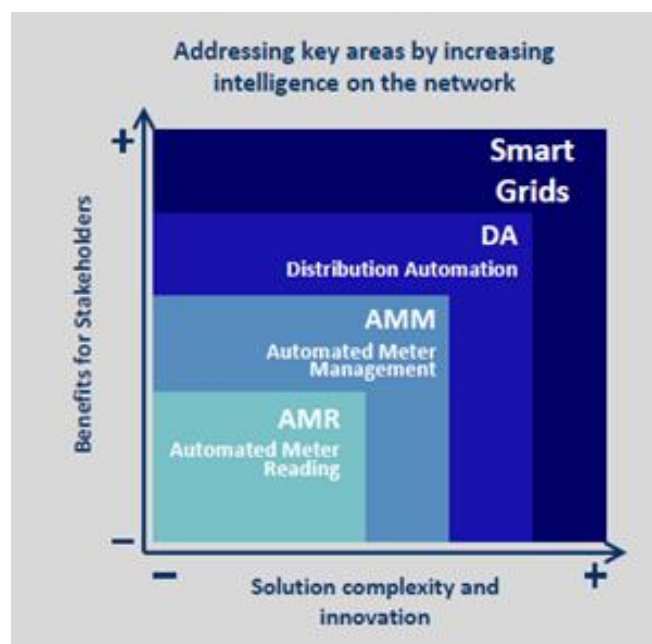 Addressing key areas by increasing
intelligence on the network
+
Smart
Grids
DA
Distribution Automation
AMM
Automated Meter
Management
AMR
Automated Meter
Reading
Benefits for Stakeholders
−
−
+
Solution complexity and
innovation